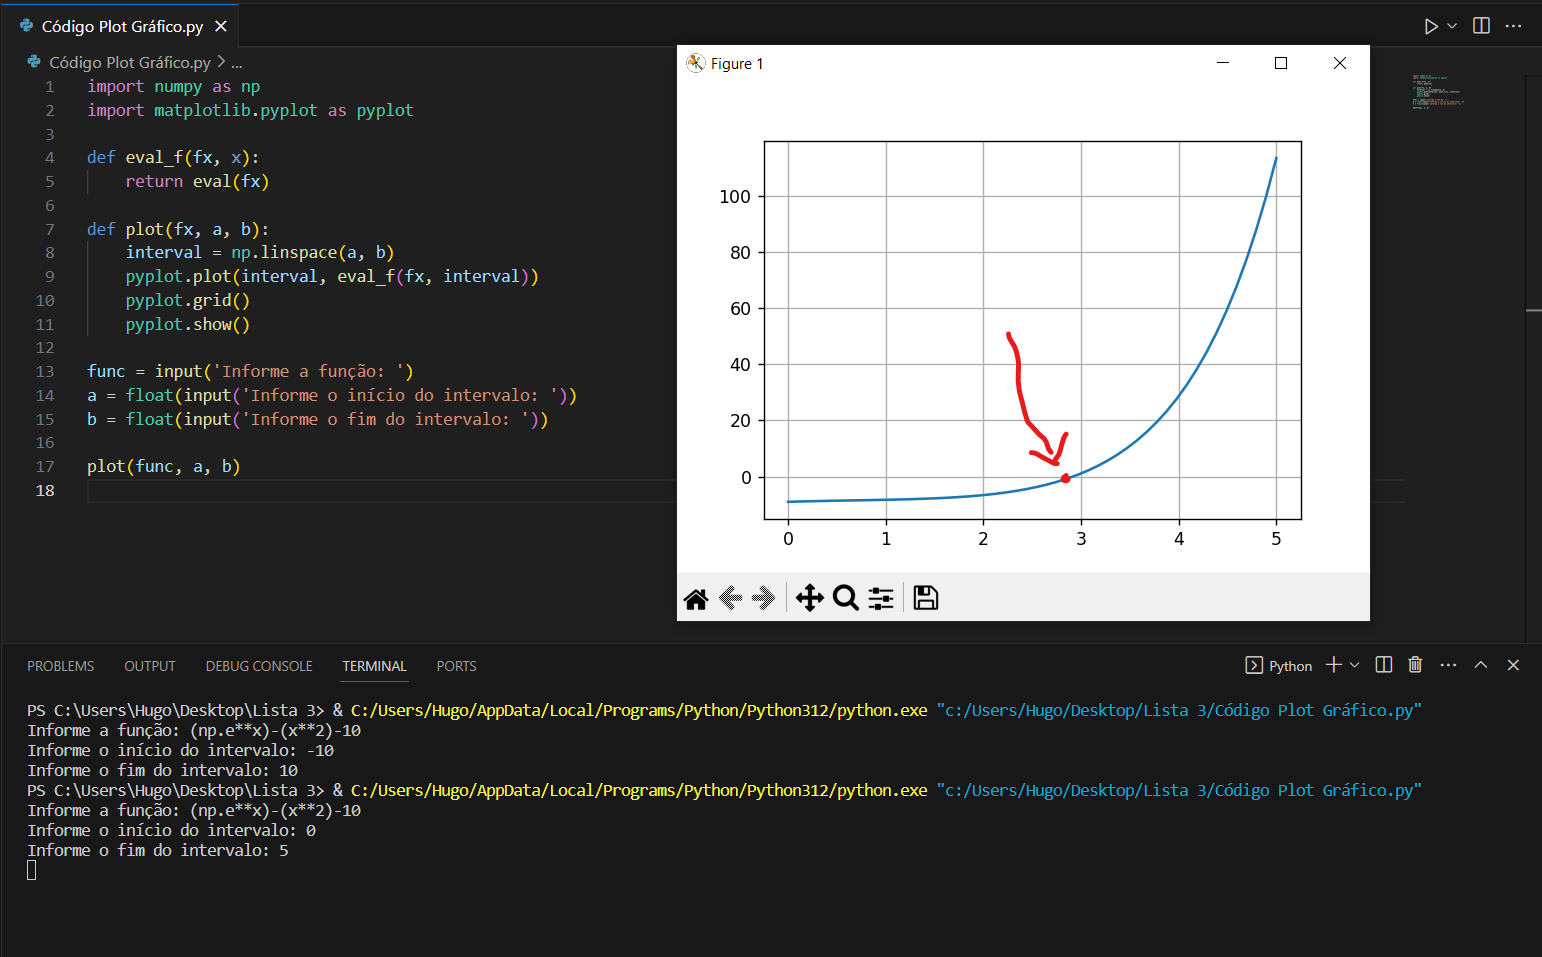 Código Plot Gráfico.py
Código Plot Gráfico.py > ...
1 import numpy as np
2 import matplotlib.pyplot as pyplot
3
4 def eval_f(fx, x):
5     return eval(fx)
6
7 def plot(fx, a, b):
8     interval = np.linspace(a, b)
9     pyplot.plot(interval, eval_f(fx, interval))
10     pyplot.grid()
11     pyplot.show()
12
13 func = input('Informe a função: ')
14 a = float(input('Informe o início do intervalo: '))
15 b = float(input('Informe o fim do intervalo: '))
16
17 plot(func, a, b)
18
Figure 1
100
80
60
40
20
0
0 1 2 3 4 5
PROBLEMS OUTPUT DEBUG CONSOLE TERMINAL PORTS
Python
PS C:\Users\Hugo\Desktop\Lista 3> & C:/Users/Hugo/AppData/Local/Programs/Python/Python312/python.exe "c:/Users/Hugo/Desktop/Lista 3/Código Plot Gráfico.py"
Informe a função: (np.e**x)-(x**2)-10
Informe o início do intervalo: -10
Informe o fim do intervalo: 10
PS C:\Users\Hugo\Desktop\Lista 3> & C:/Users/Hugo/AppData/Local/Programs/Python/Python312/python.exe "c:/Users/Hugo/Desktop/Lista 3/Código Plot Gráfico.py"
Informe a função: (np.e**x)-(x**2)-10
Informe o início do intervalo: 0
Informe o fim do intervalo: 5